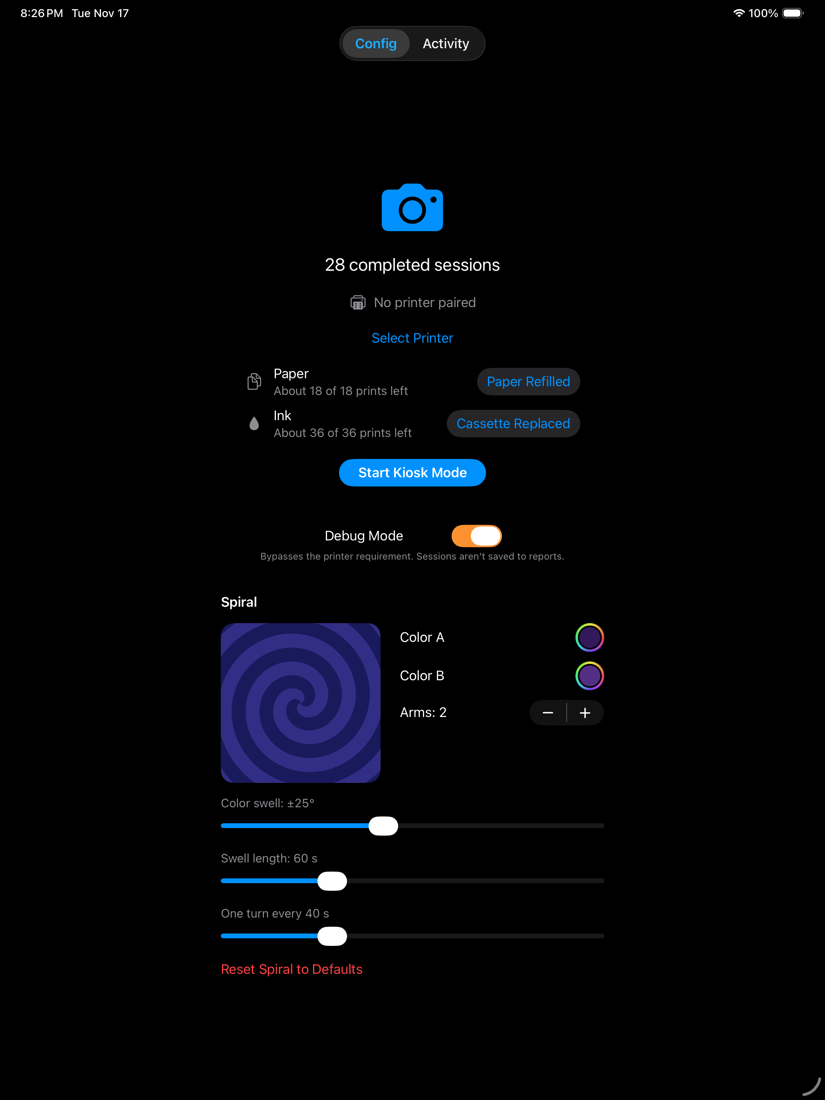 8:26 PM Tue Nov 17
100%
Config Activity
28 completed sessions
No printer paired
Select Printer
Paper
About 18 of 18 prints left
Paper Refilled
Ink
About 36 of 36 prints left
Cassette Replaced
Start Kiosk Mode
Debug Mode
Bypasses the printer requirement. Sessions aren't saved to reports.
Spiral
Color A
Color B
Arms: 2
Color swell: ±25°
Swell length: 60 s
One turn every 40 s
Reset Spiral to Defaults